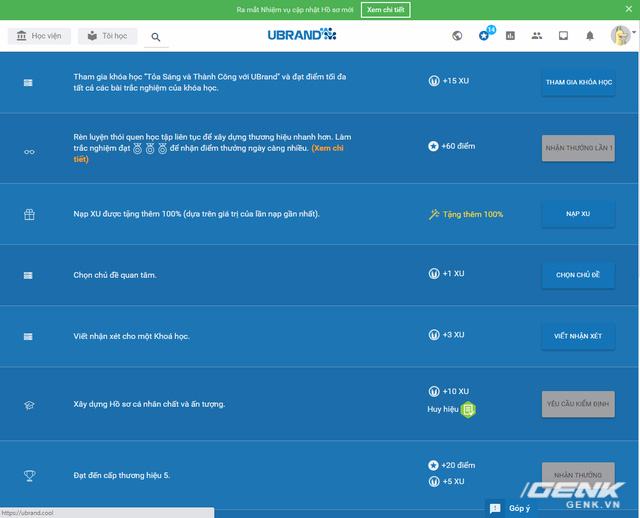 Ra mắt Nhiệm vụ cập nhật Hồ sơ mới Xem chi tiết
Học viện Tôi học UBRAND 14
Tham gia khóa học "Tỏa Sáng và Thành Công với UBrand" và đạt điểm tối đa
tất cả các bài trắc nghiệm của khóa học.
+15 XU
THAM GIA KHÓA HỌC
Rèn luyện thói quen học tập liên tục để xây dựng thương hiệu nhanh hơn. Làm
trắc nghiệm đạt để nhận điểm thưởng ngày càng nhiều. (Xem chi
tiết)
+60 điểm
NHẬN THƯỞNG LẦN 1
Nạp XU được tặng thêm 100% (dựa trên giá trị của lần nạp gần nhất).
Tặng thêm 100%
NẠP XU
Chọn chủ đề quan tâm.
+1 XU
CHỌN CHỦ ĐỀ
Viết nhận xét cho một Khoá học.
+3 XU
VIẾT NHẬN XÉT
Xây dựng Hồ sơ cá nhân chất và ấn tượng.
+10 XU
Huy hiệu
YÊU CẦU KIỂM ĐỊNH
Đạt đến cấp thương hiệu 5.
+20 điểm
+5 XU
NHẬN THƯỞNG
https://ubrand.cool
Góp ý
GENK
GENK.VN